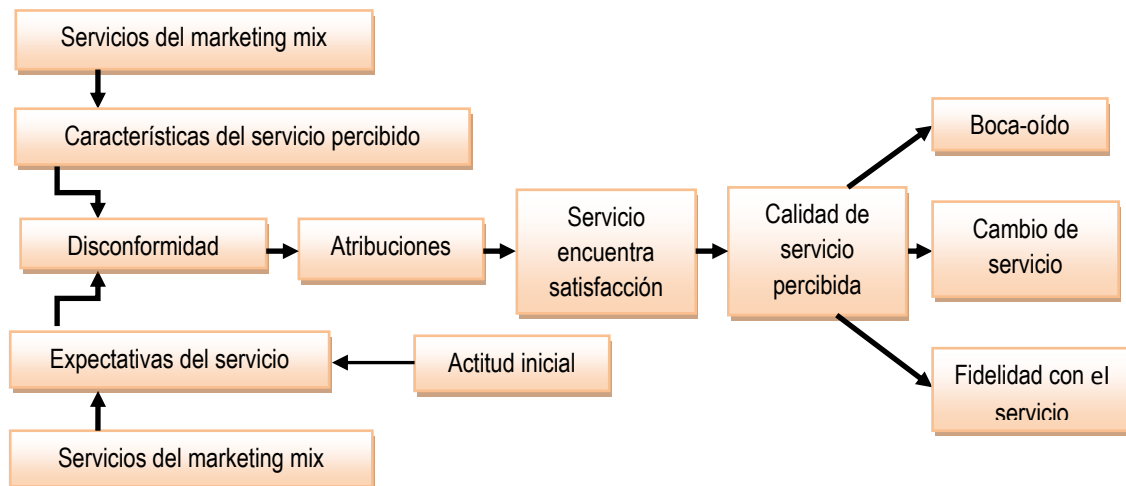 Servicios del marketing mix
Características del servicio percibido
Disconformidad
Atribuciones
Servicio
encuentra
satisfacción
Calidad de
servicio
percibida
Boca-oído
Cambio de
servicio
Fidelidad con el
servicio
Expectativas del servicio
Actitud inicial
Servicios del marketing mix